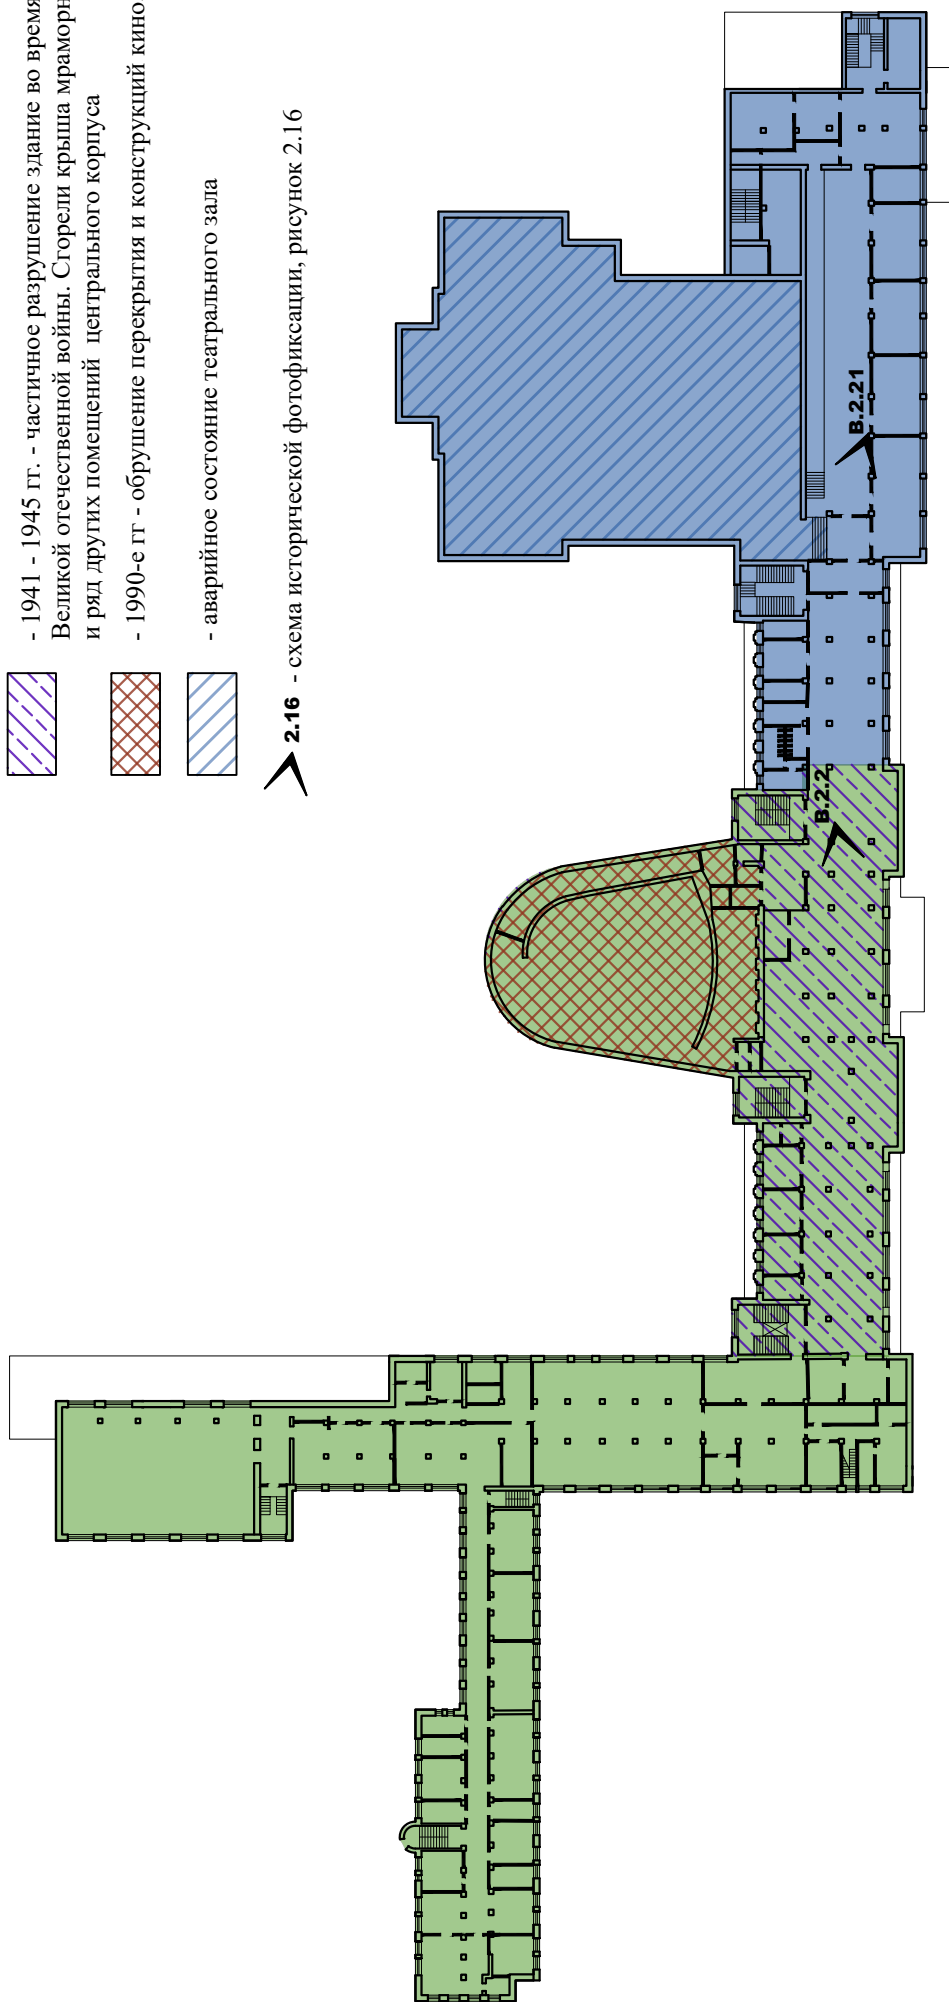 - 1941 - 1945 гг. - частичное разрушение здание во время
Великой отечественной войны. Сгорели крыша
и ряд других помещений центрального корпуса
- 1990-е гг - обрушение перекрытия и конструкций
- аварийное состояние театрального зала
2.16 - схема исторической фотофиксации, рисунок 2.16
В.2.2
В.2.21